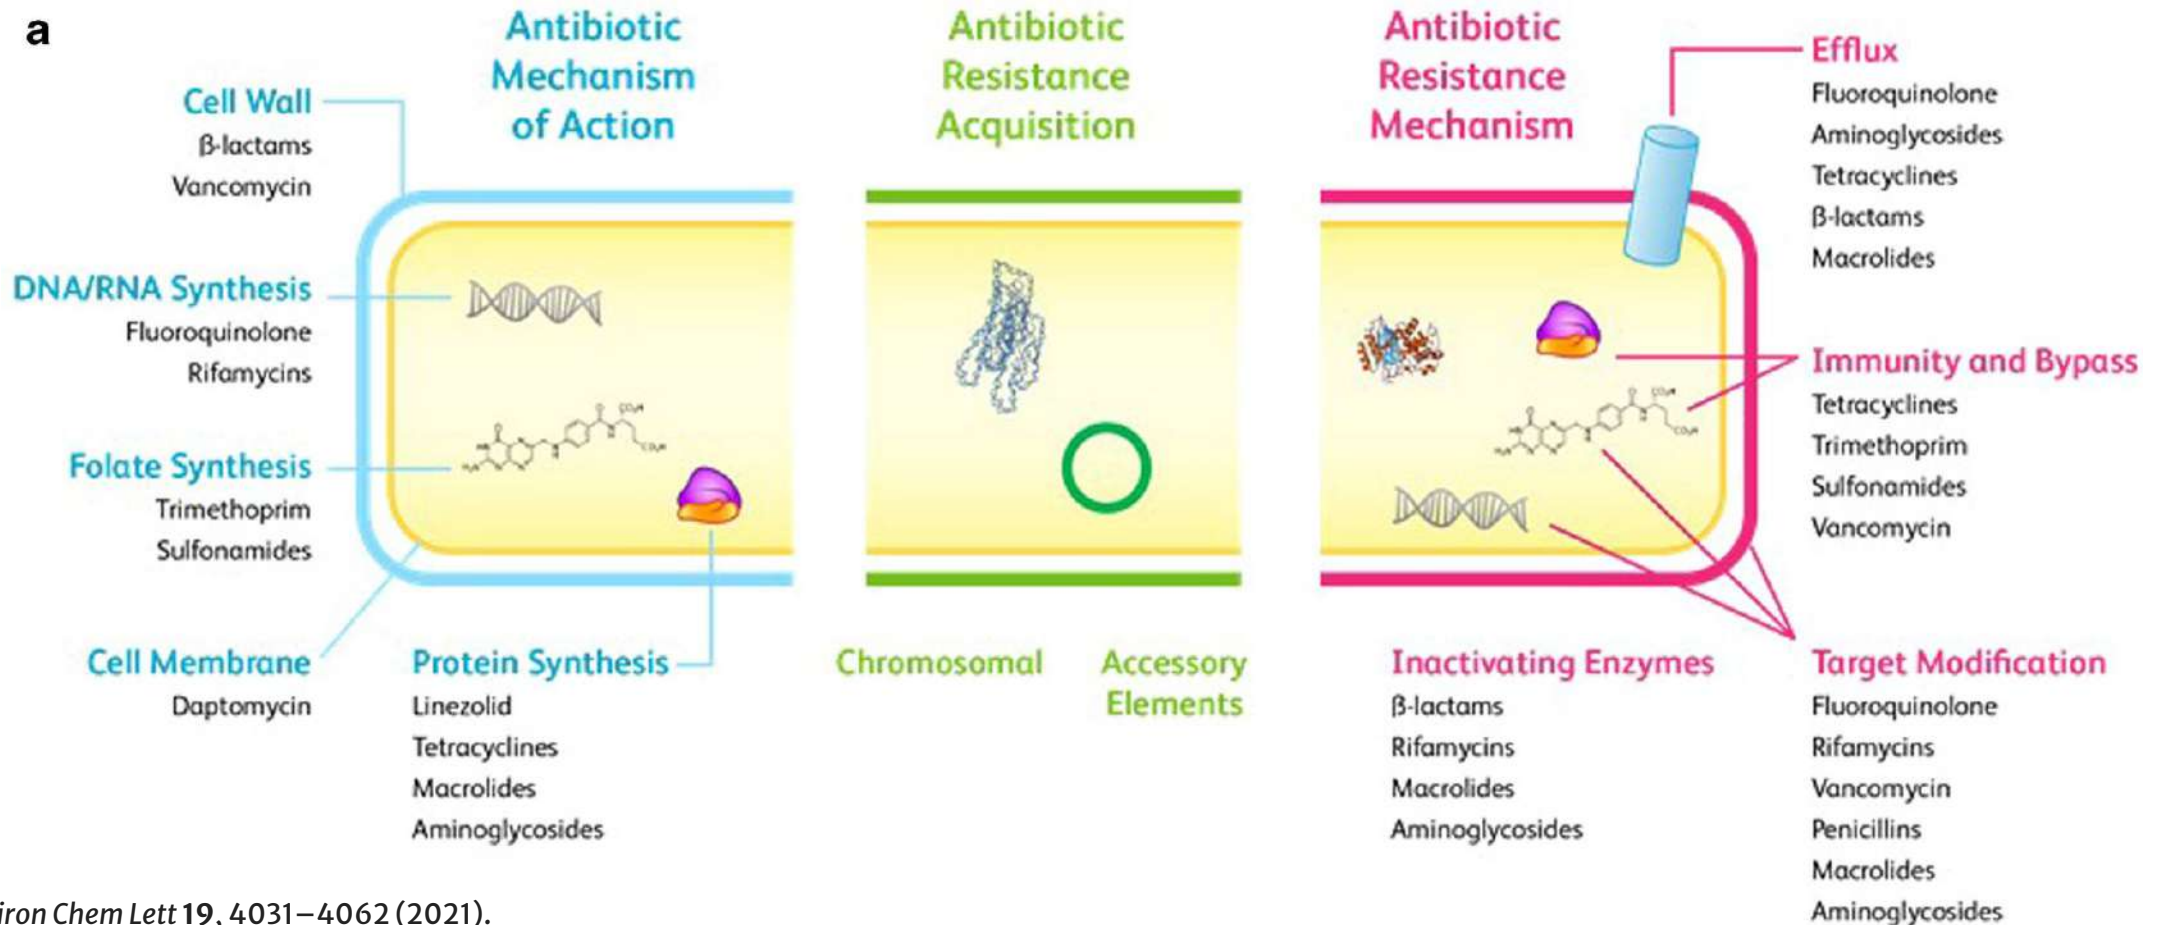 a
Antibiotic
Mechanism
of Action
Cell Wall
β-lactams
Vancomycin
DNA/RNA Synthesis
Fluoroquinolone
Rifamycins
Folate Synthesis
Trimethoprim
Sulfonamides
Cell Membrane
Daptomycin
Protein Synthesis
Linezolid
Tetracyclines
Macrolides
Aminoglycosides
Antibiotic
Resistance
Acquisition
Chromosomal
Accessory
Elements
Antibiotic
Resistance
Mechanism
Efflux
Fluoroquinolone
Aminoglycosides
Tetracyclines
β-lactams
Macrolides
Immunity and Bypass
Tetracyclines
Trimethoprim
Sulfonamides
Vancomycin
Inactivating Enzymes
β-lactams
Rifamycins
Macrolides
Aminoglycosides
Target Modification
Fluoroquinolone
Rifamycins
Vancomycin
Penicillins
Macrolides
Aminoglycosides
iron Chem Lett 19, 4031–4062 (2021).